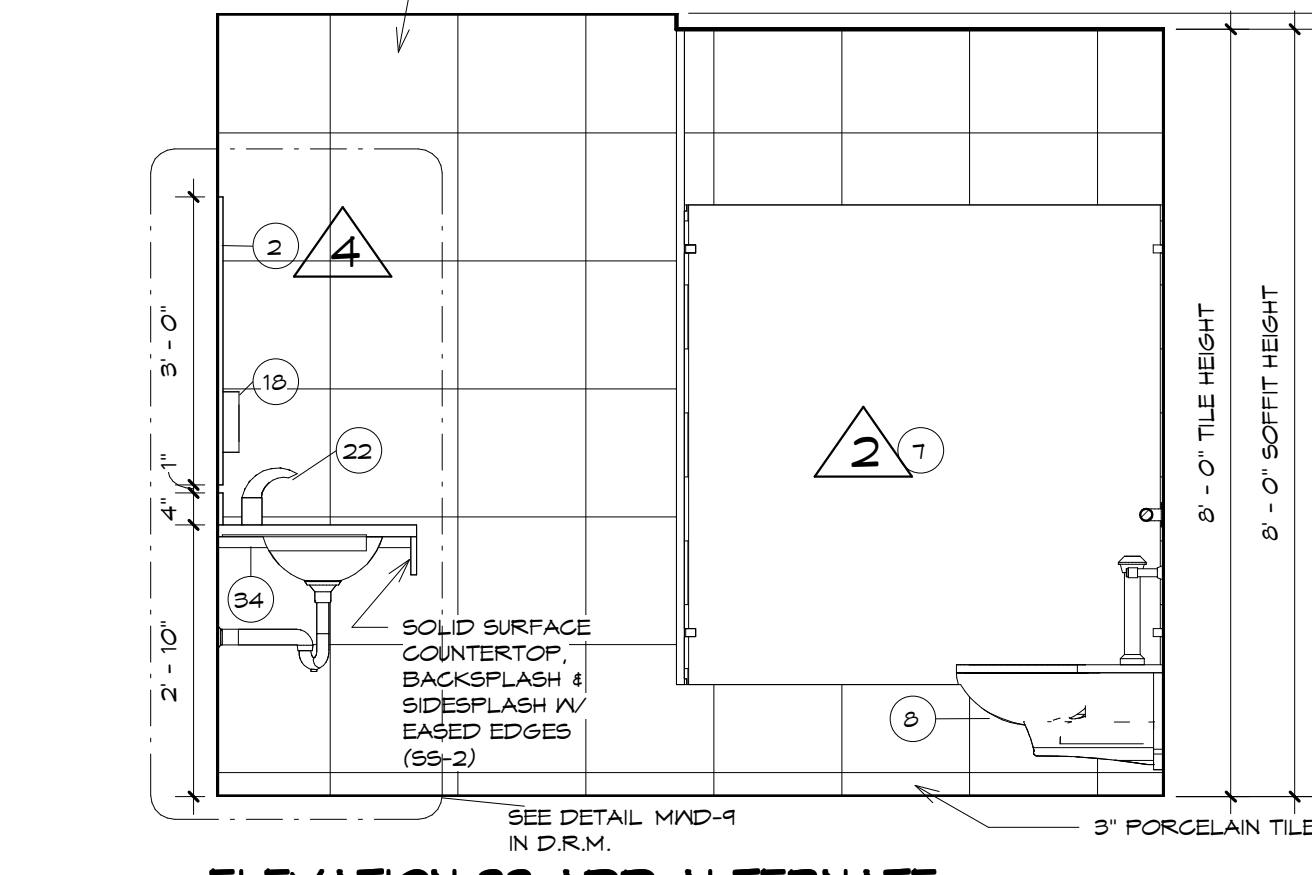 2
4
3' - 0"
18
1"
22
4"
34
2' - 10"
SOLID SURFACE
COUNTERTOP,
BACKSPLASH &
SIDESPLASH W/
EASED EDGES
(SS-2)
2
7
8
8' - 0" TILE HEIGHT
8' - 0" SOFFIT HEIGHT
SEE DETAIL MWD-9
IN D.R.M.
3" PORCELAIN TILE